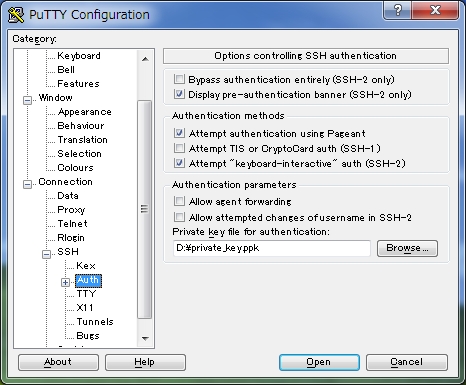 PuTTY Configuration
Category:
Keyboard
Bell
Features
Window
Appearance
Behaviour
Translation
Selection
Colours
Connection
Data
Proxy
Telnet
Rlogin
SSH
Kex
Auth
TTY
X11
Tunnels
Bugs
Options controlling SSH authentication
Bypass authentication entirely (SSH-2 only)
Display pre-authentication banner (SSH-2 only)
Authentication methods
Attempt authentication using Pageant
Attempt TIS or CryptoCard auth (SSH-1)
Attempt "keyboard-interactive" auth (SSH-2)
Authentication parameters
Allow agent forwarding
Allow attempted changes of username in SSH-2
Private key file for authentication:
D:¥private_key.ppk
Browse...
About
Help
Open
Cancel